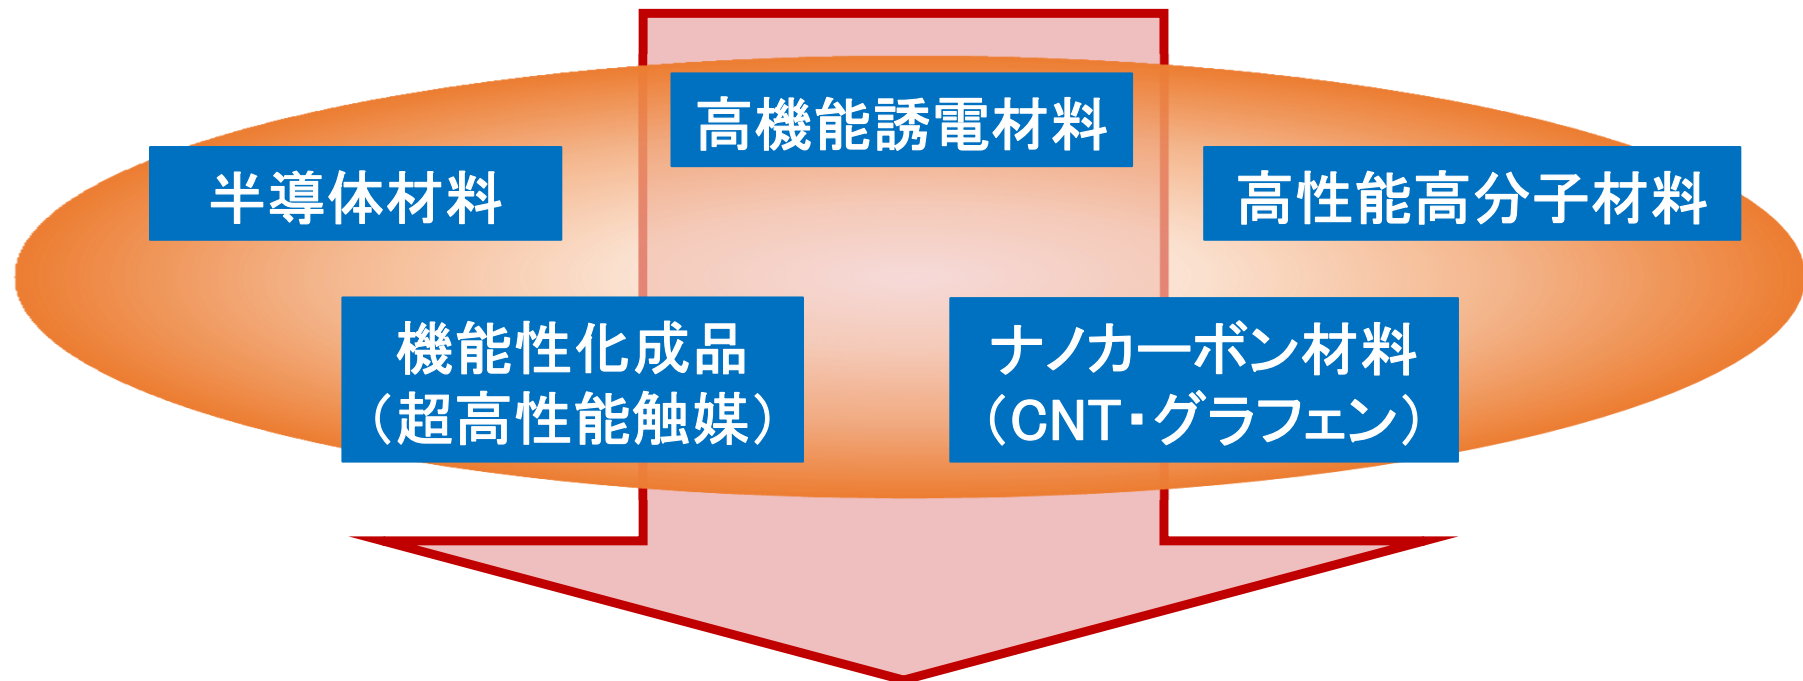 高機能誘電材料
半導体材料
高性能高分子材料
機能性化成品
（超高性能触媒）
ナノカーボン材料
（CNT・グラフェン）